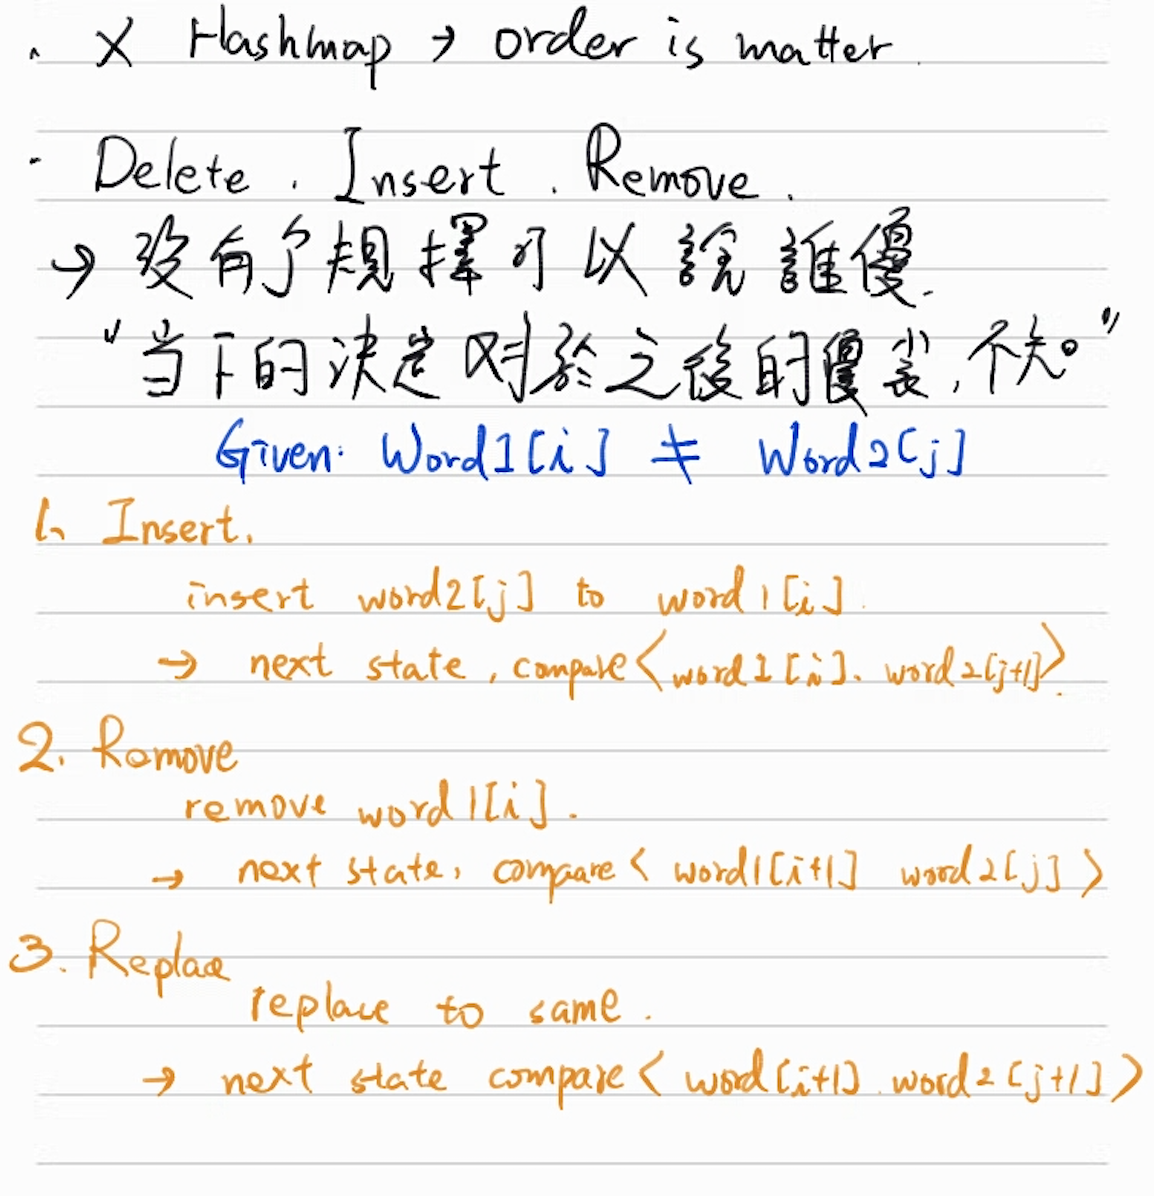 · X Hashmap → order is matter.
· Delete. Insert. Remove.
→ 沒有了規擇可以說誰優.
"当下的決定対於之後的優劣,不知。"
Given: Word1[i] ≠ Word2[j]
1. Insert.
insert word2[j] to word1[i].
→ next state, compare<word1[i]. word2[j+1]>.
2. Remove
remove word1[i].
→ next state, compare<word1[i+1] word2[j]>
3. Replace
replace to same.
→ next state compare<word[i+1]. word2[j+1]>